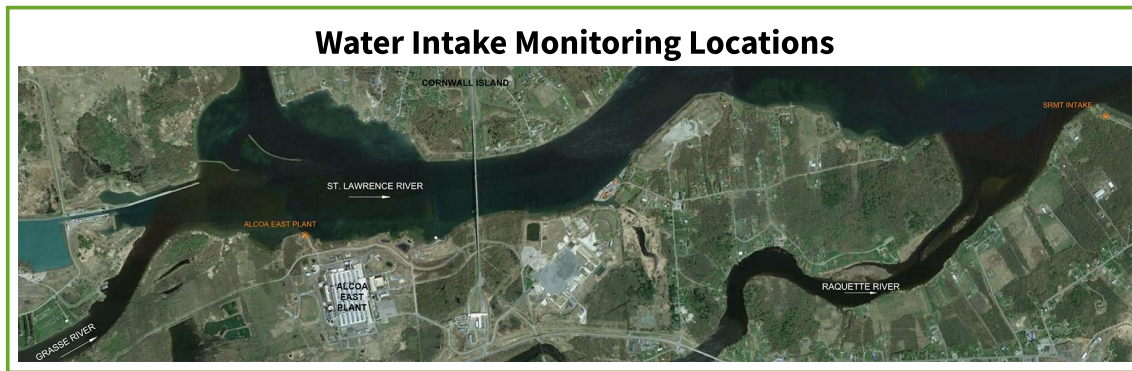 Water Intake Monitoring Locations
CORNWALL ISLAND
SRMT INTAKE
ST. LAWRENCE RIVER
ALCOA EAST PLANT
ALCOA
EAST
PLANT
RAQUETTE RIVER
GRASSE RIVER